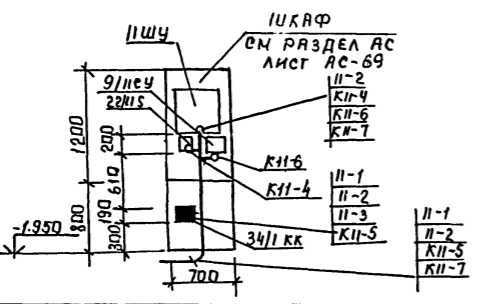 ШКАФ
СМ РАЗДЕЛ АС
ЛИСТ АС-69
11ШУ
9/11СУ
22/11S
11-2
К11-4
К11-6
К11-7
К11-6
К11-4
11-1
11-2
11-3
К11-5
34/1 КК
11-1
11-2
К11-5
К11-7
1200
800
200
610
190
300
-1.950
700